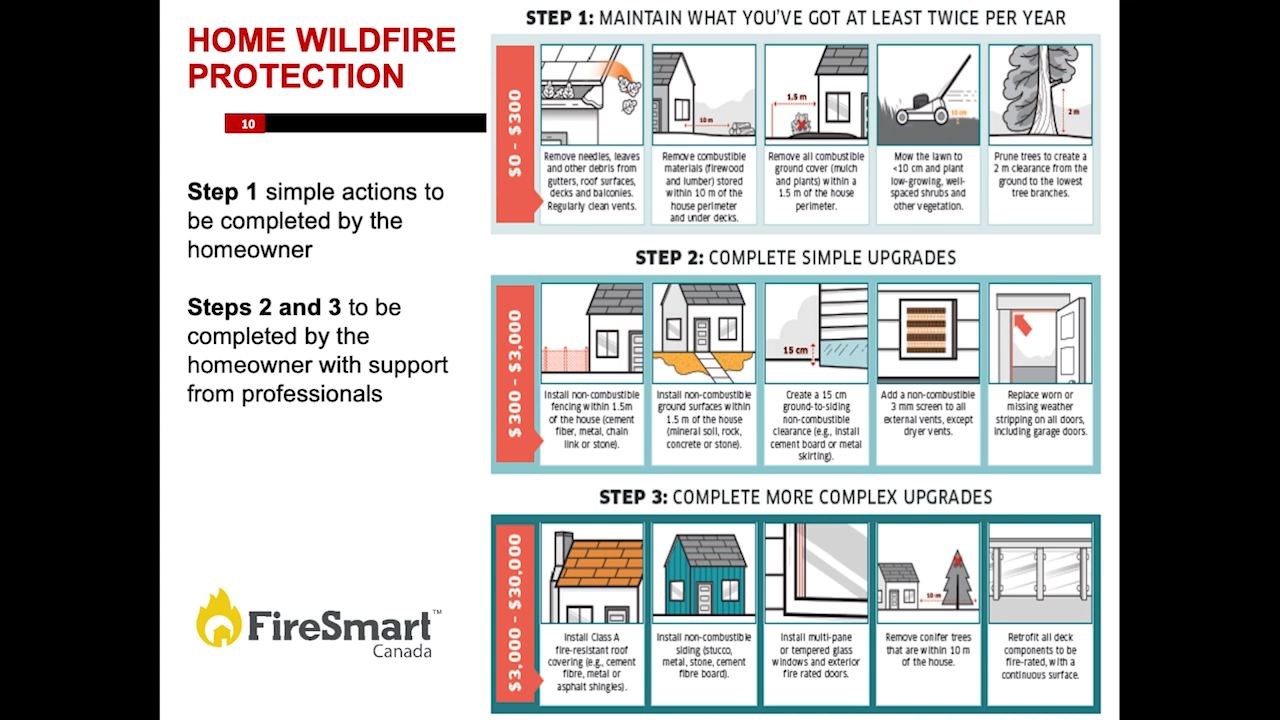 HOME WILDFIRE
PROTECTION
10
Step 1 simple actions to
be completed by the
homeowner
Steps 2 and 3 to be
completed by the
homeowner with support
from professionals
FireSmart™
Canada
STEP 1: MAINTAIN WHAT YOU'VE GOT AT LEAST TWICE PER YEAR
$0 - $300
Remove needles, leaves
and other debris from
gutters, roof surfaces,
decks and balconies.
Regularly clean vents.
10 m
Remove combustible
materials (firewood
and lumber) stored
within 10 m of the
house perimeter
and under decks.
1.5 m
Remove all combustible
ground cover (mulch
and plants) within a
1.5 m of the house
perimeter.
10 cm
Mow the lawn to
<10 cm and plant
low-growing, well-
spaced shrubs and
other vegetation.
2 m
Prune trees to create a
2 m clearance from the
ground to the lowest
tree branches.
STEP 2: COMPLETE SIMPLE UPGRADES
$300 - $3,000
Install non-combustible
fencing within 1.5m
of the house (cement
fiber, metal, chain
link or stone).
Install non-combustible
ground surfaces within
1.5 m of the house
(mineral soil, rock,
concrete or stone).
15 cm
Create a 15 cm
ground-to-siding
non-combustible
clearance (e.g., install
cement board or metal
skirting).
Add a non-combustible
3 mm screen to all
external vents, except
dryer vents.
Replace worn or
missing weather
stripping on all doors,
including garage doors.
STEP 3: COMPLETE MORE COMPLEX UPGRADES
$3,000 - $30,000
Install Class A
fire-resistant roof
covering (e.g., cement
fibre, metal or
asphalt shingles).
Install non-combustible
siding (stucco,
metal, stone, cement
fibre board).
Install multi-pane
or tempered glass
windows and exterior
fire rated doors.
10 m
Remove conifer trees
that are within 10 m
of the house.
Retrofit all deck
components to be
fire-rated, with a
continuous surface.